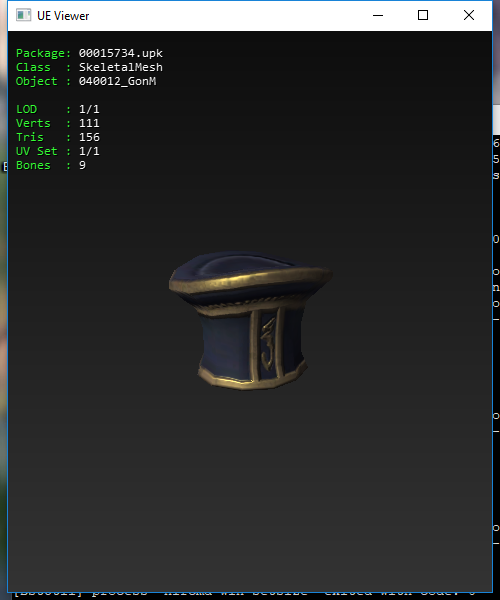 UE Viewer
Package: 00015734.upk
Class : SkeletalMesh
Object : 040012_GonM
LOD : 1/1
Verts : 111
Tris : 156
UV Set : 1/1
Bones : 9